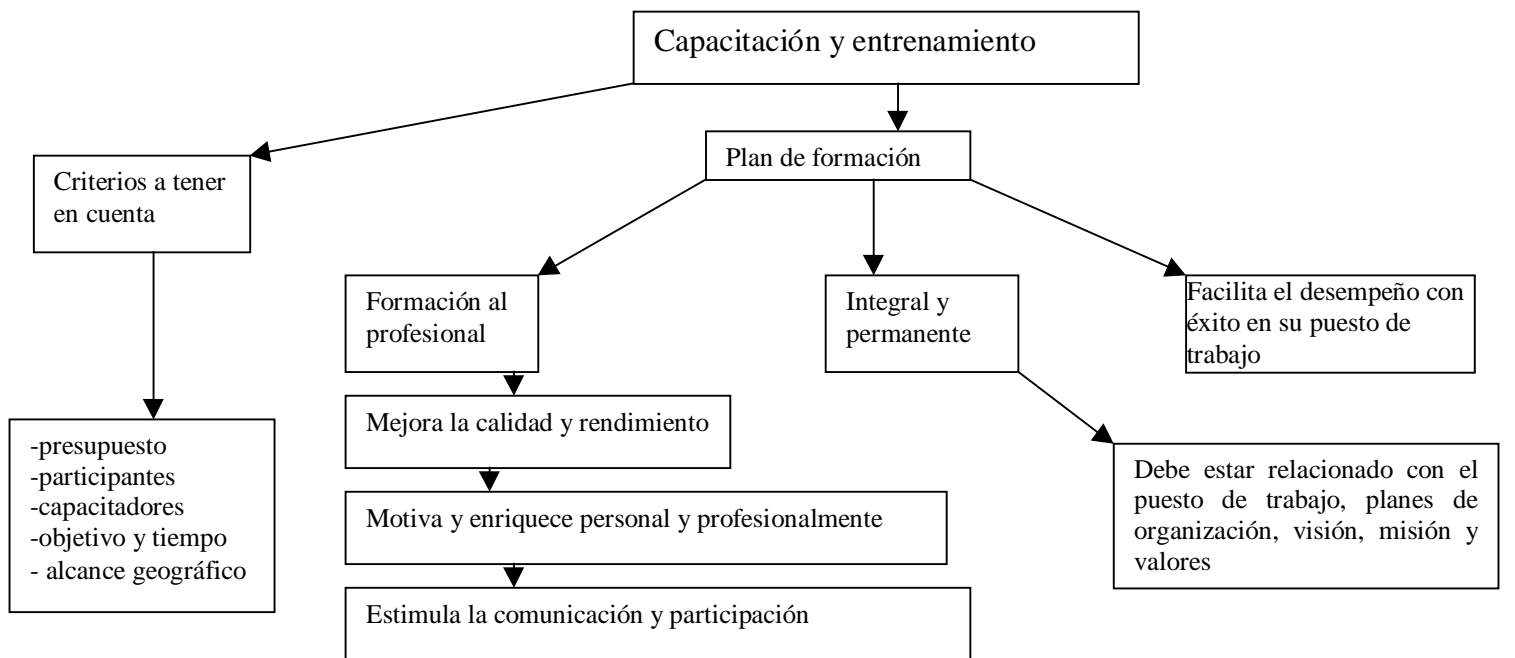 Capacitación y entrenamiento
Criterios a tener
en cuenta
Plan de formación
Formación al
profesional
Integral y
permanente
Facilita el desempeño con
éxito en su puesto de
trabajo
-presupuesto
-participantes
-capacitadores
-objetivo y tiempo
- alcance geográfico
Mejora la calidad y rendimiento
Motiva y enriquece personal y profesionalmente
Estimula la comunicación y participación
Debe estar relacionado con el
puesto de trabajo, planes de
organización, visión, misión y
valores